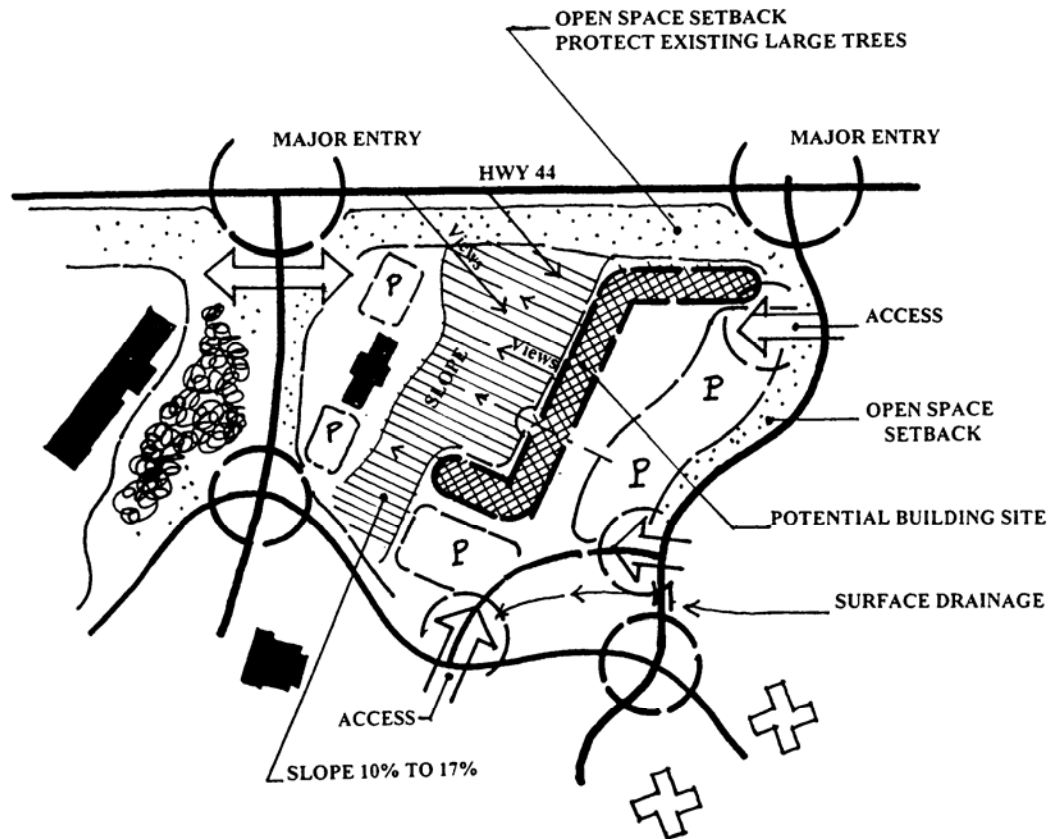 OPEN SPACE SETBACK
PROTECT EXISTING LARGE TREES
MAJOR ENTRY
MAJOR ENTRY
HWY 44
Views
P
ACCESS
Views
SLOPE
P
P
OPEN SPACE
SETBACK
P
POTENTIAL BUILDING SITE
P
SURFACE DRAINAGE
ACCESS
SLOPE 10% TO 17%